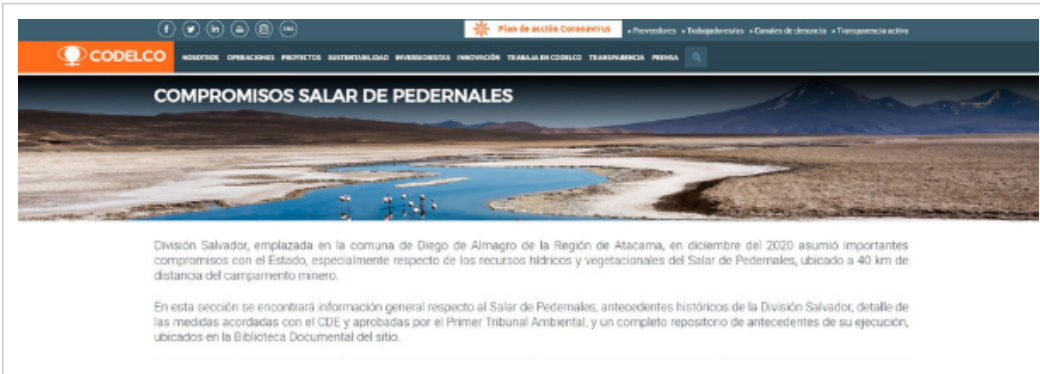 Plan de acción Coronavirus
» Proveedores » Trabajadores/as » Canales de denuncia » Transparencia activa
CODELCO
NOSOTROS OPERACIONES PROYECTOS SUSTENTABILIDAD INVERSIONISTAS INNOVACIÓN TRABAJA EN CODELCO TRANSPARENCIA PRENSA
COMPROMISOS SALAR DE PEDERNALES
División Salvador, emplazada en la comuna de Diego de Almagro de la Región de Atacama, en diciembre del 2020 asumió importantes
compromisos con el Estado, especialmente respecto de los recursos hídricos y vegetacionales del Salar de Pedernales, ubicado a 40 km de
distancia del campamento minero.
En esta sección se encontrará información general respecto al Salar de Pedernales, antecedentes históricos de la División Salvador, detalle de
las medidas acordadas con el CDE y aprobadas por el Primer Tribunal Ambiental, y un completo repositorio de antecedentes de su ejecución,
ubicados en la Biblioteca Documental del sitio.